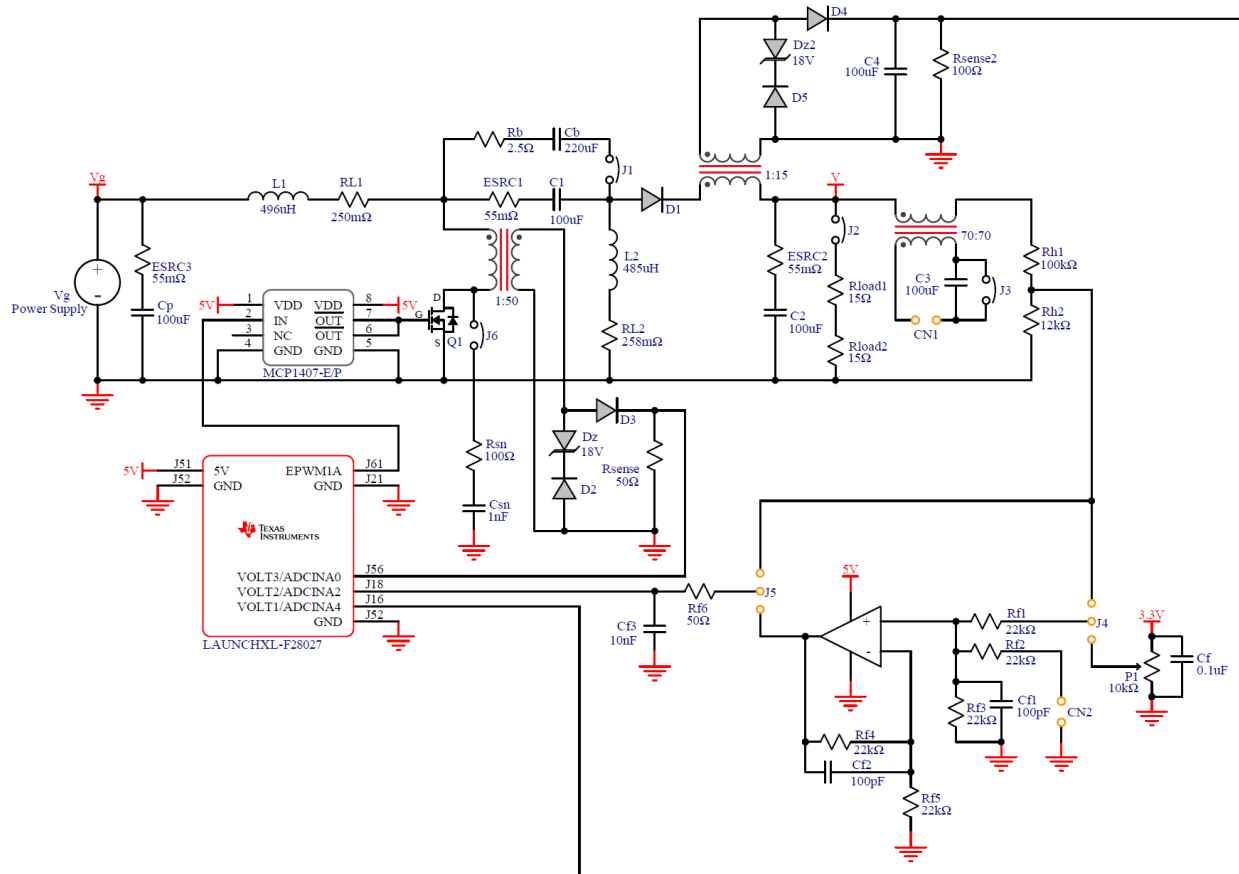 D4
Dz2
18V
D5
C4
100uF
Rsense2
100Ω
Rb
2.5Ω
Cb
220uF
J1
1:15
Vg
L1
496uH
RL1
250mΩ
ESRC1
55mΩ
C1
100uF
D1
V
J2
70:70
ESRC3
55mΩ
Cp
100uF
+
-
Vg
Power Supply
1:50
L2
485uH
RL2
258mΩ
ESRC2
55mΩ
C2
100uF
Rload1
15Ω
Rload2
15Ω
C3
100uF
J3
CN1
Rh1
100kΩ
Rh2
12kΩ
5V
1 VDD VDD 8
5V
2 IN OUT 7
3 NC OUT 6
4 GND GND 5
MCP1407-E/P
G
D
S
Q1
J6
Rsn
100Ω
Csn
1nF
D3
Dz
18V
D2
Rsense
50Ω
5V
J51 5V EPWM1A J61
J52 GND GND J21
TEXAS
INSTRUMENTS
VOLT3/ADCINA0 J56
VOLT2/ADCINA2 J18
VOLT1/ADCINA4 J16
GND J52
LAUNCHXL-F28027
Rf6
50Ω
Cf3
10nF
J5
5V
+
-
Rf1
22kΩ
Rf2
22kΩ
Rf3
22kΩ
Cf1
100pF
CN2
J4
3.3V
P1
10kΩ
Cf
0.1uF
Rf4
22kΩ
Cf2
100pF
Rf5
22kΩ